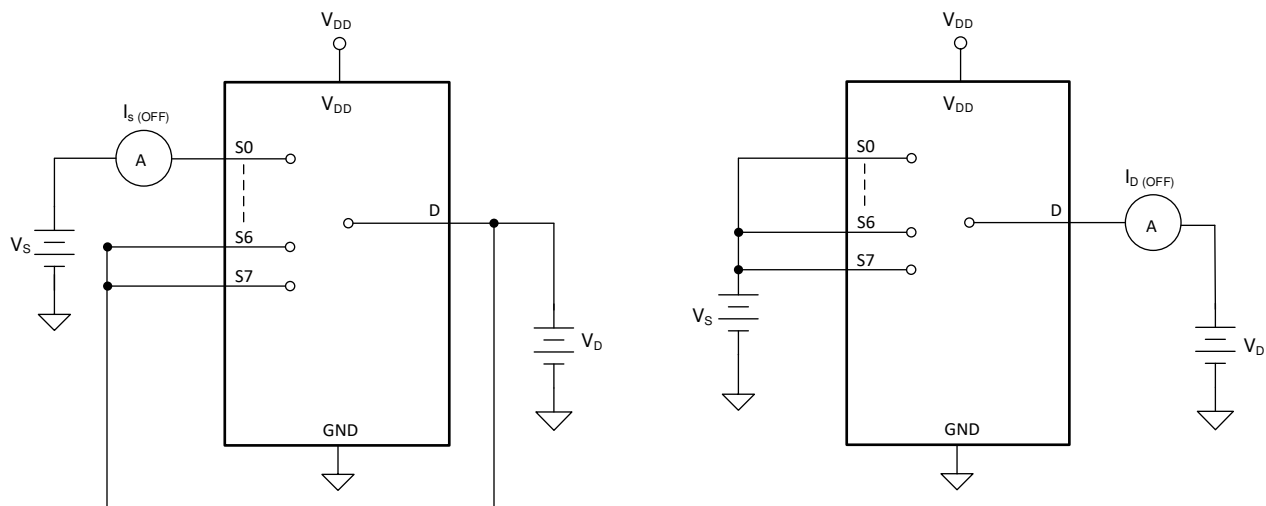 VDD
VDD
Is (OFF)
A
S0
D
S6
S7
VS
VD
GND
VDD
VDD
S0
ID (OFF)
D
A
S6
S7
VS
VD
GND